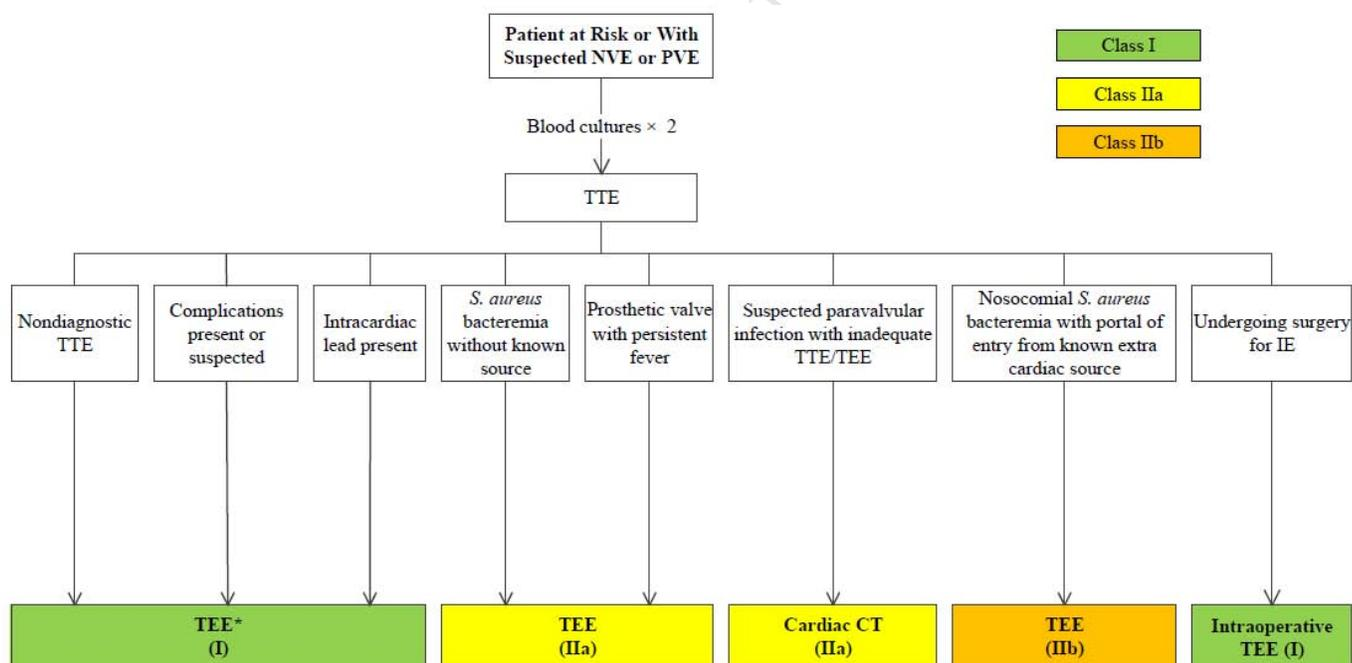 Patient at Risk or With
Suspected NVE or PVE
Class I
Class IIa
Class IIb
Blood cultures × 2
TTE
Nondiagnostic
TTE
Complications
present or
suspected
Intracardiac
lead present
S. aureus
bacteremia
without known
source
Prosthetic valve
with persistent
fever
Suspected paravalvular
infection with inadequate
TTE/TEE
Nosocomial S. aureus
bacteremia with portal of
entry from known extra
cardiac source
Undergoing surgery
for IE
TEE*
(I)
TEE
(IIa)
Cardiac CT
(IIa)
TEE
(IIb)
Intraoperative
TEE (I)